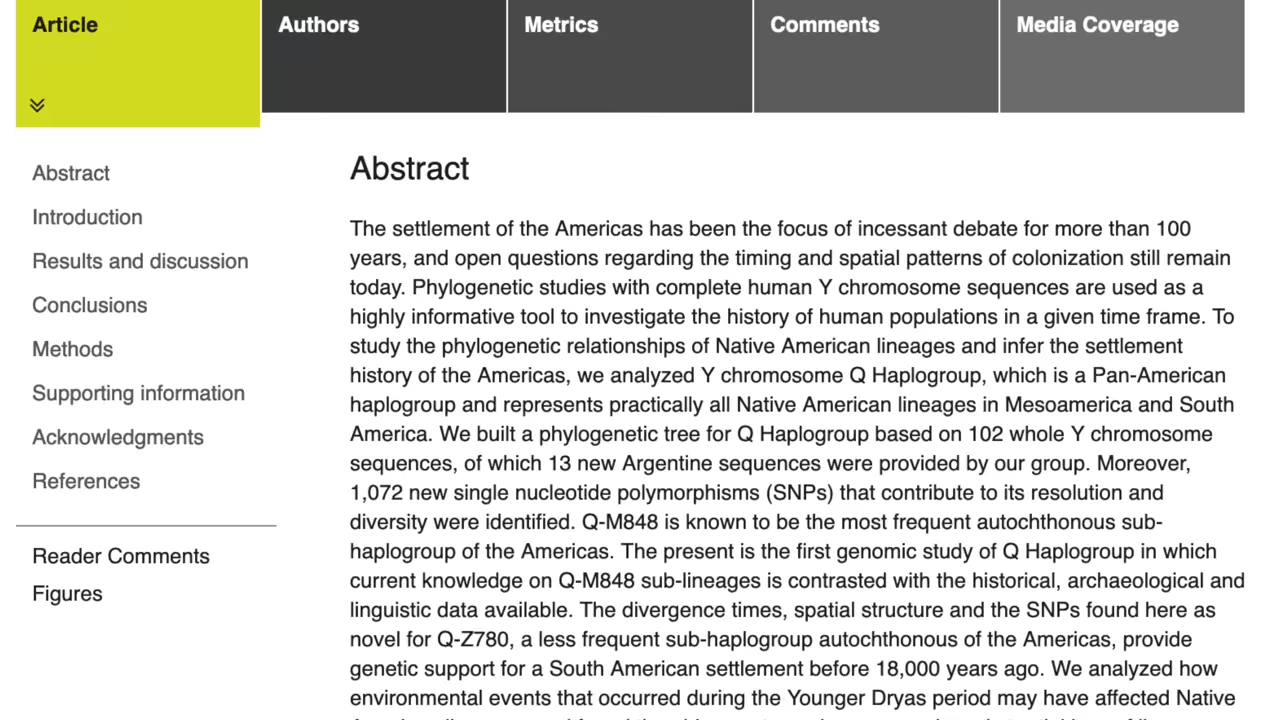 Article
Authors
Metrics
Comments
Media Coverage
Abstract
Introduction
Results and discussion
Conclusions
Methods
Supporting information
Acknowledgments
References
Reader Comments
Figures
Abstract
The settlement of the Americas has been the focus of incessant debate for more than 100
years, and open questions regarding the timing and spatial patterns of colonization still remain
today. Phylogenetic studies with complete human Y chromosome sequences are used as a
highly informative tool to investigate the history of human populations in a given time frame. To
study the phylogenetic relationships of Native American lineages and infer the settlement
history of the Americas, we analyzed Y chromosome Q Haplogroup, which is a Pan-American
haplogroup and represents practically all Native American lineages in Mesoamerica and South
America. We built a phylogenetic tree for Q Haplogroup based on 102 whole Y chromosome
sequences, of which 13 new Argentine sequences were provided by our group. Moreover,
1,072 new single nucleotide polymorphisms (SNPs) that contribute to its resolution and
diversity were identified. Q-M848 is known to be the most frequent autochthonous sub-
haplogroup of the Americas. The present is the first genomic study of Q Haplogroup in which
current knowledge on Q-M848 sub-lineages is contrasted with the historical, archaeological and
linguistic data available. The divergence times, spatial structure and the SNPs found here as
novel for Q-Z780, a less frequent sub-haplogroup autochthonous of the Americas, provide
genetic support for a South American settlement before 18,000 years ago. We analyzed how
environmental events that occurred during the Younger Dryas period may have affected Native